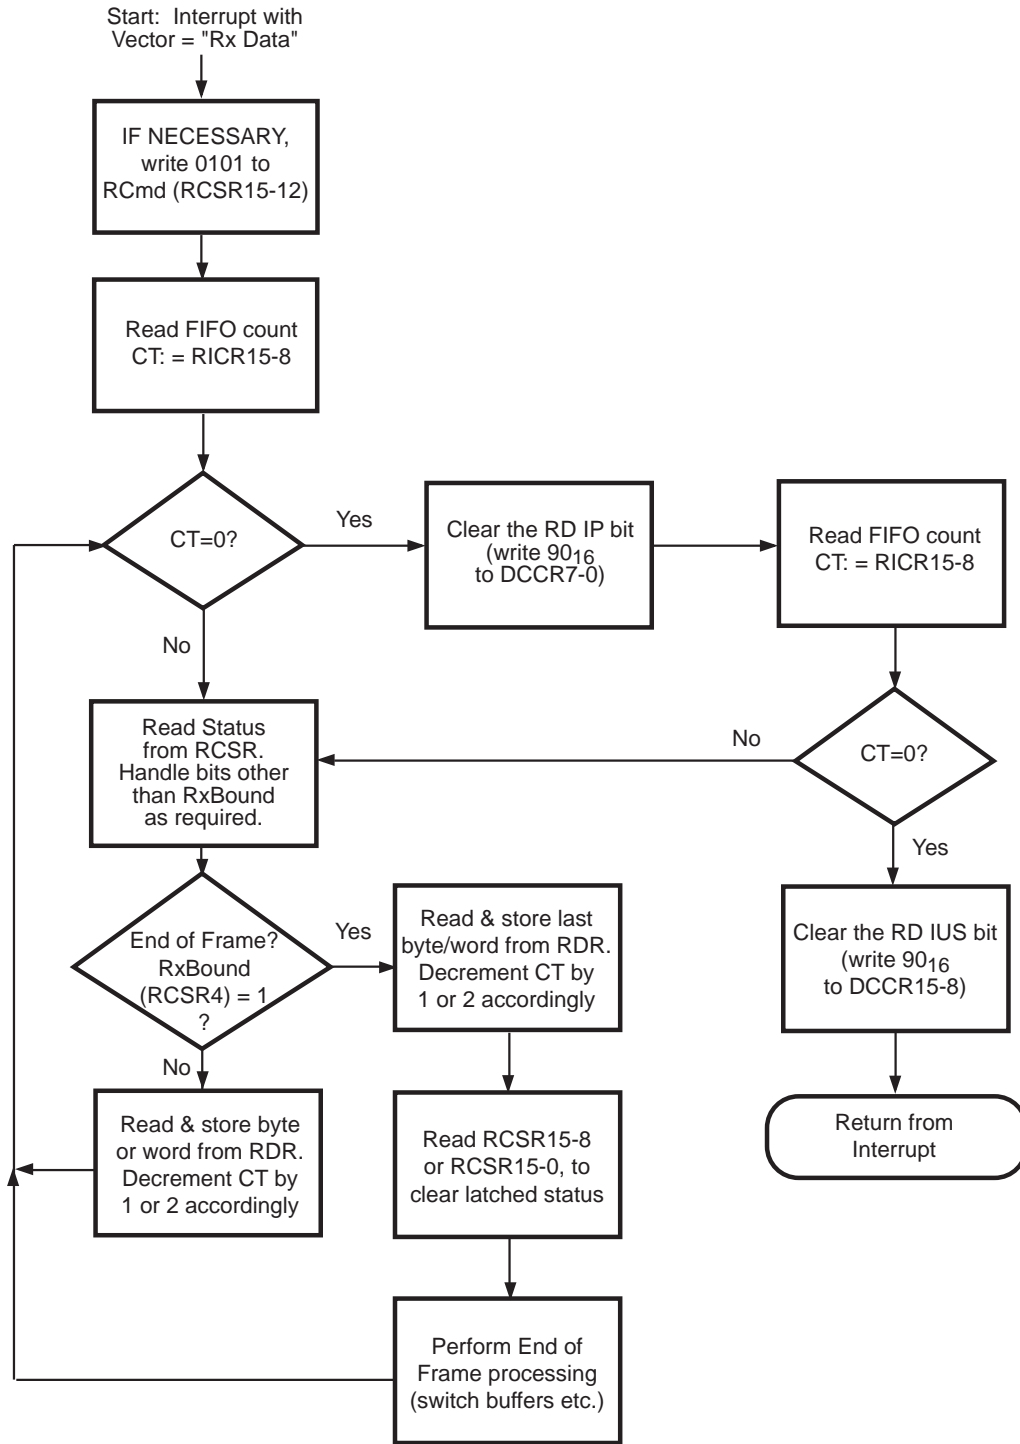 Start: Interrupt with
Vector = "Rx Data"
IF NECESSARY,
write 0101 to
RCmd (RCSR15-12)
Read FIFO count
CT: = RICR15-8
CT=0?
Yes
Clear the RD IP bit
(write 90₁₆
to DCCR7-0)
Read FIFO count
CT: = RICR15-8
No
Read Status
from RCSR.
Handle bits other
than RxBound
as required.
No
CT=0?
Yes
End of Frame?
RxBound
(RCSR4) = 1
?
Yes
Read & store last
byte/word from RDR.
Decrement CT by
1 or 2 accordingly
Clear the RD IUS bit
(write 90₁₆
to DCCR15-8)
No
Read & store byte
or word from RDR.
Decrement CT by
1 or 2 accordingly
Read RCSR15-8
or RCSR15-0, to
clear latched status
Return from
Interrupt
Perform End of
Frame processing
(switch buffers etc.)